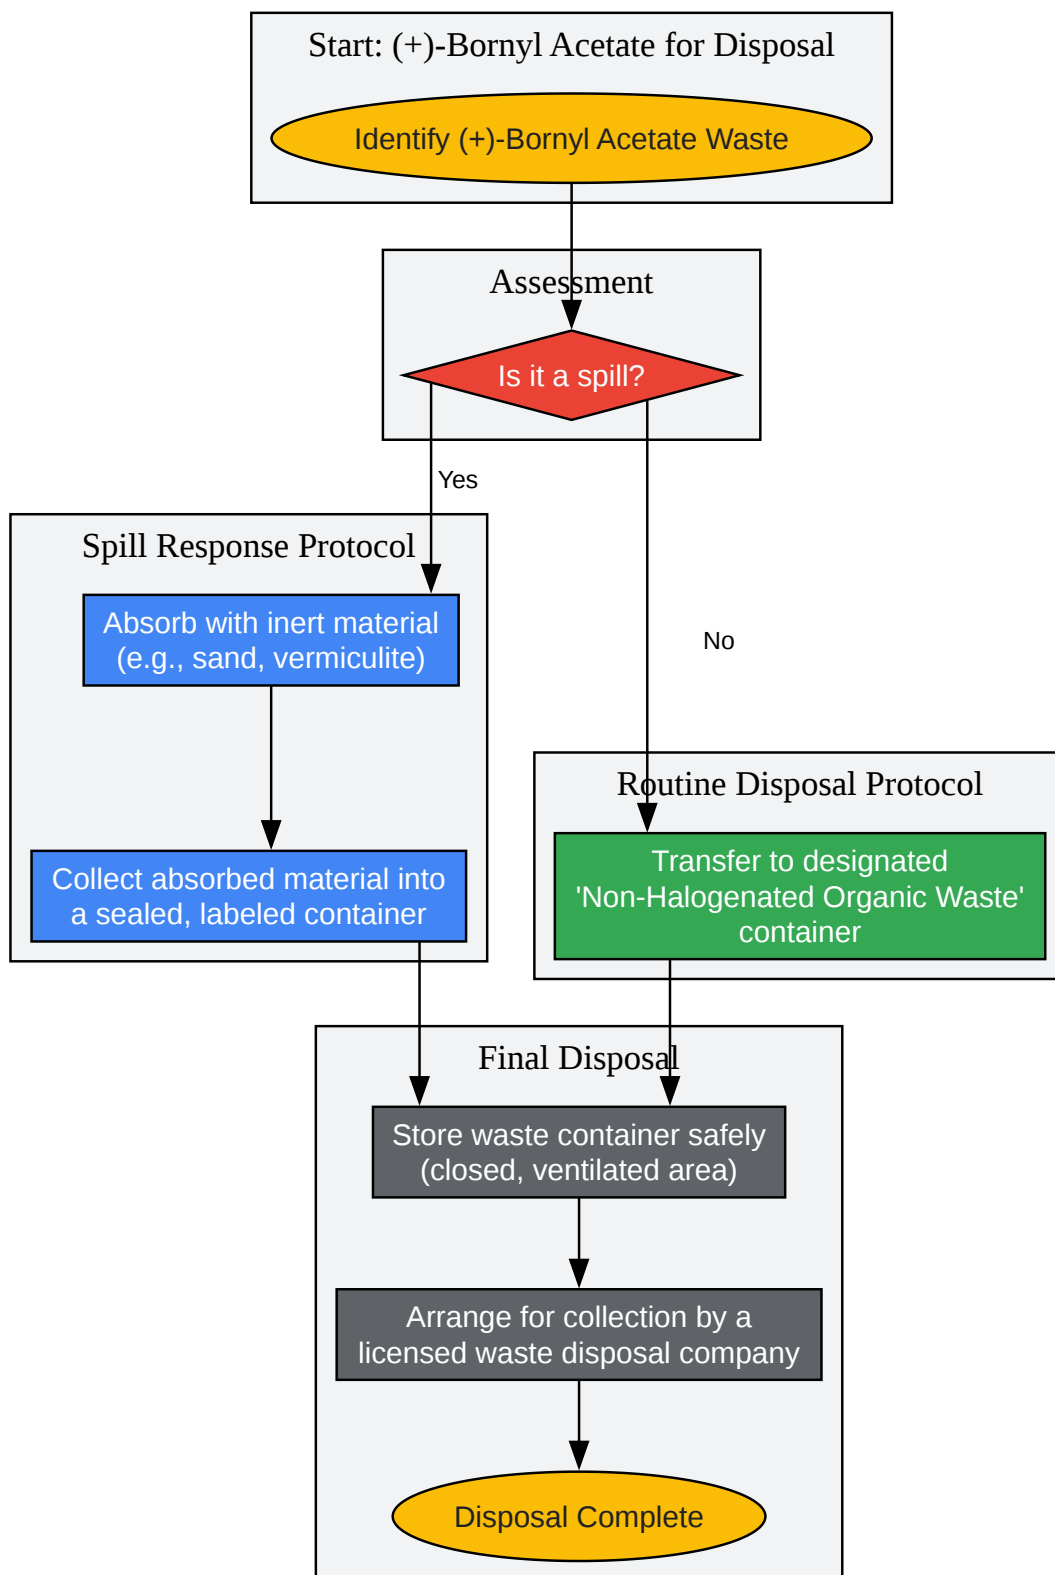 Start: (+)-Bornyl Acetate for Disposal
Identify (+)-Bornyl Acetate Waste
Assessment
Is it a spill?
Yes
Spill Response Protocol
Absorb with inert material
(e.g., sand, vermiculite)
Collect absorbed material into
a sealed, labeled container
No
Routine Disposal Protocol
Transfer to designated
'Non-Halogenated Organic Waste'
container
Final Disposal
Store waste container safely
(closed, ventilated area)
Arrange for collection by a
licensed waste disposal company
Disposal Complete